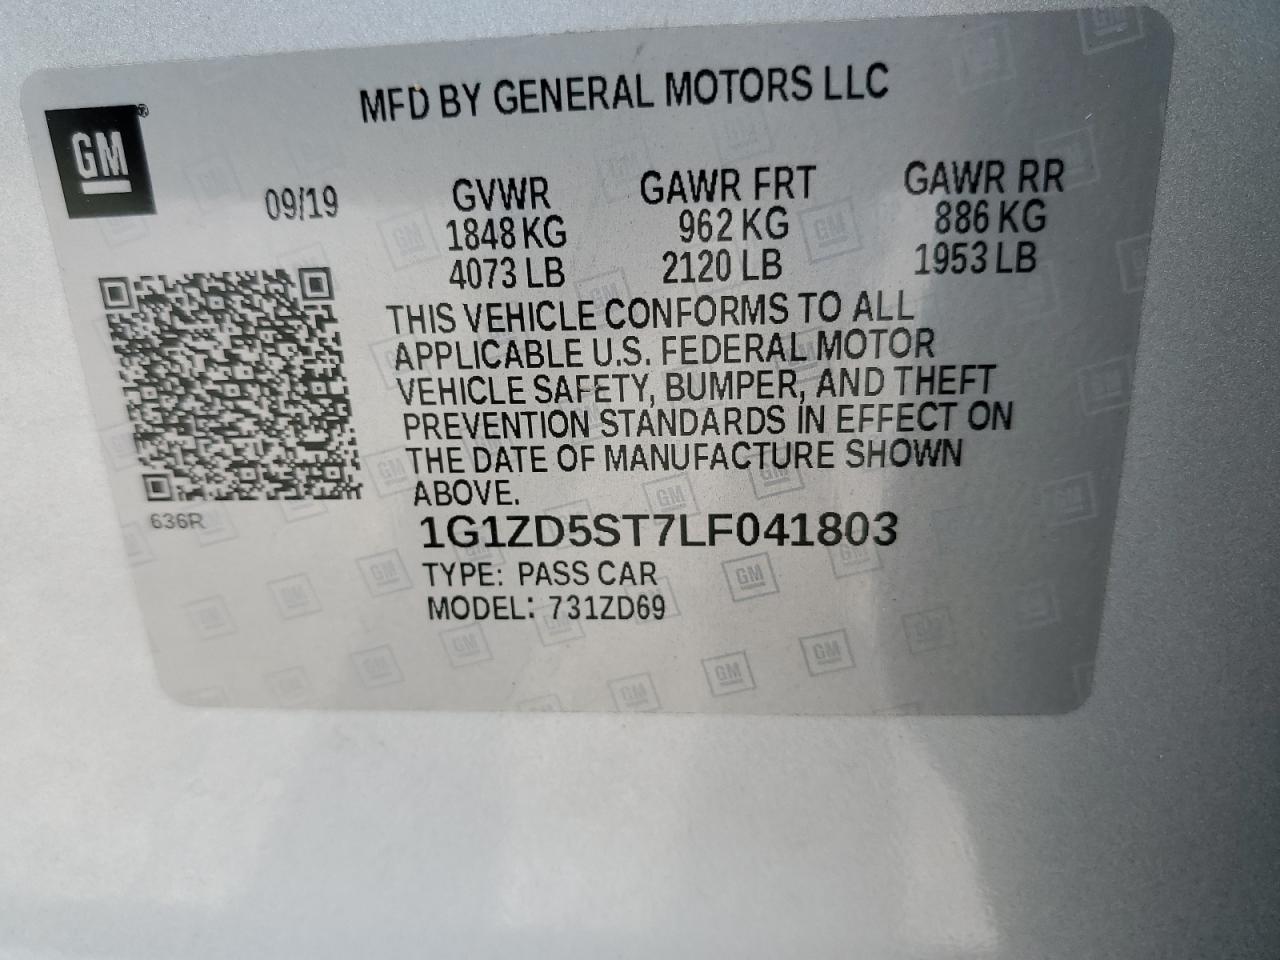 MFD BY GENERAL MOTORS LLC
GM®
09/19
GVWR GAWR FRT GAWR RR
1848 KG 962 KG 886 KG
4073 LB 2120 LB 1953 LB
THIS VEHICLE CONFORMS TO ALL
APPLICABLE U.S. FEDERAL MOTOR
VEHICLE SAFETY, BUMPER, AND THEFT
PREVENTION STANDARDS IN EFFECT ON
THE DATE OF MANUFACTURE SHOWN
ABOVE.
636R
1G1ZD5ST7LF041803
TYPE: PASS CAR
MODEL: 731ZD69